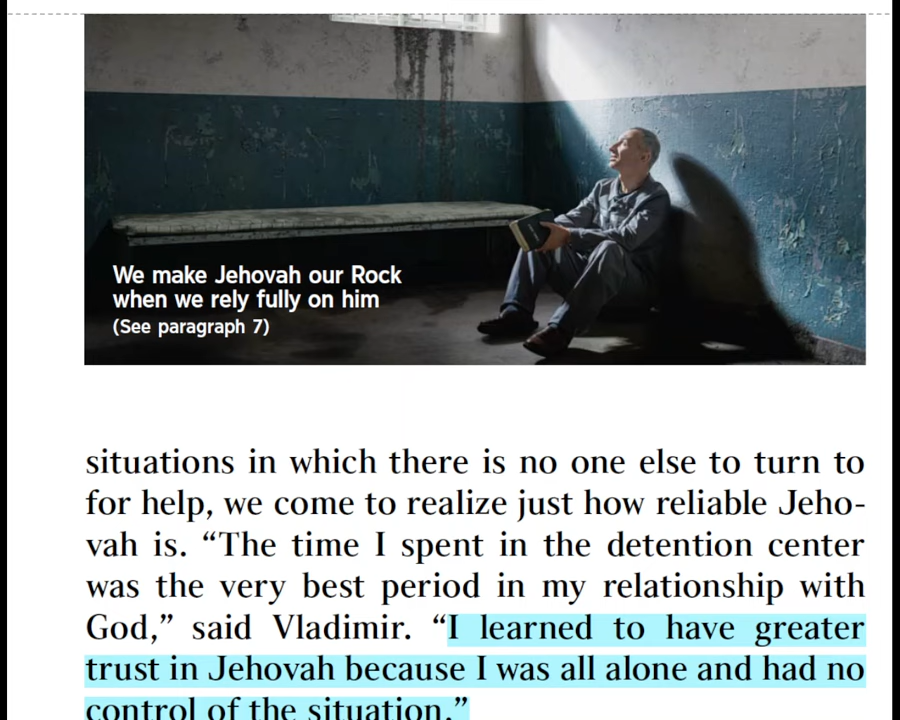 We make Jehovah our Rock
when we rely fully on him
(See paragraph 7)
situations in which there is no one else to turn to
for help, we come to realize just how reliable Jeho-
vah is. “The time I spent in the detention center
was the very best period in my relationship with
God,” said Vladimir. “I learned to have greater
trust in Jehovah because I was all alone and had no
control of the situation.”